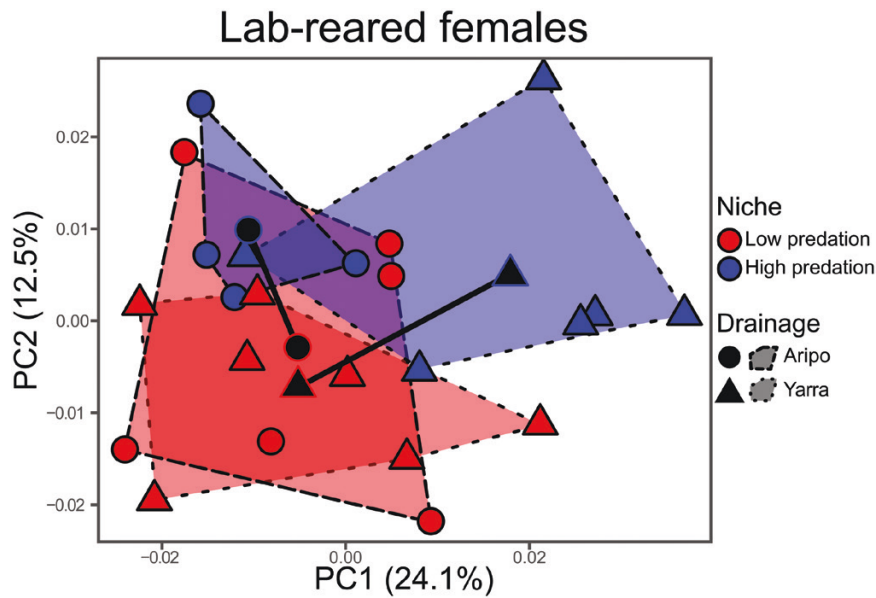 Lab-reared females
PC2 (12.5%)
0.02
0.01
0.00
−0.01
−0.02
−0.02
0.00
0.02
PC1 (24.1%)
Niche
Low predation
High predation
Drainage
Aripo
Yarra